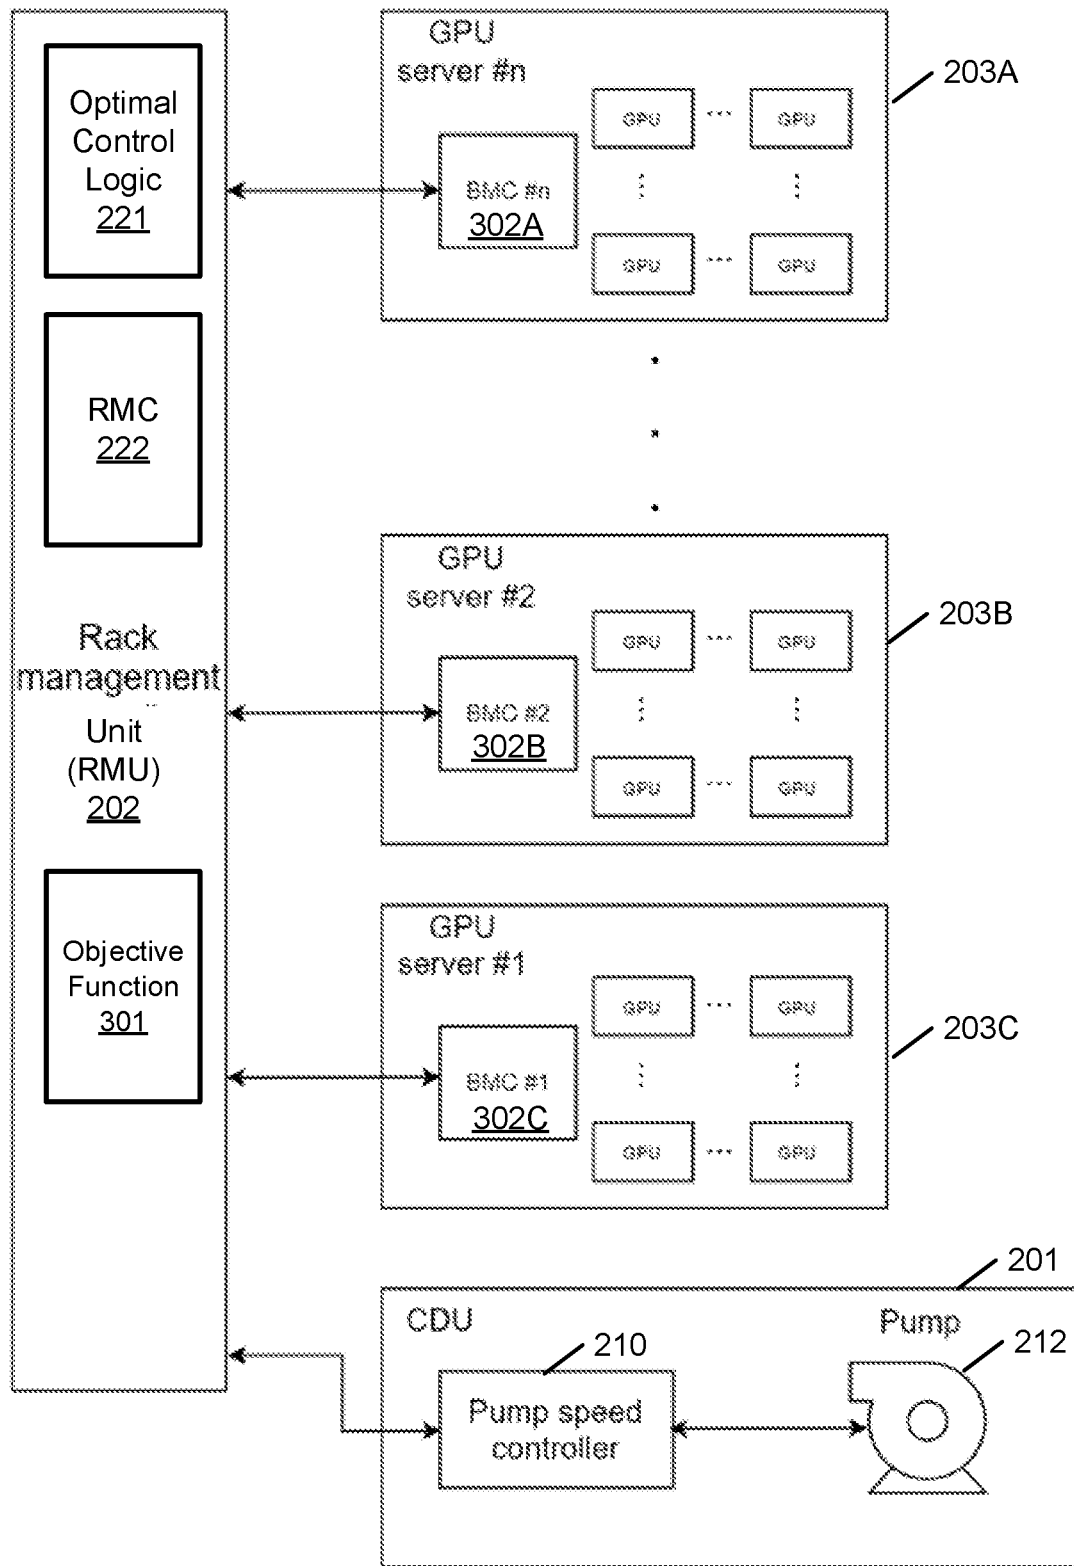 Optimal
Control
Logic
221
RMC
222
Rack
management
Unit
(RMU)
202
Objective
Function
301
GPU
server #n
203A
BMC #n
302A
GPU
GPU
GPU
GPU
GPU
server #2
203B
BMC #2
302B
GPU
GPU
GPU
GPU
GPU
server #1
203C
BMC #1
302C
GPU
GPU
GPU
GPU
201
CDU
210
Pump speed
controller
Pump
212